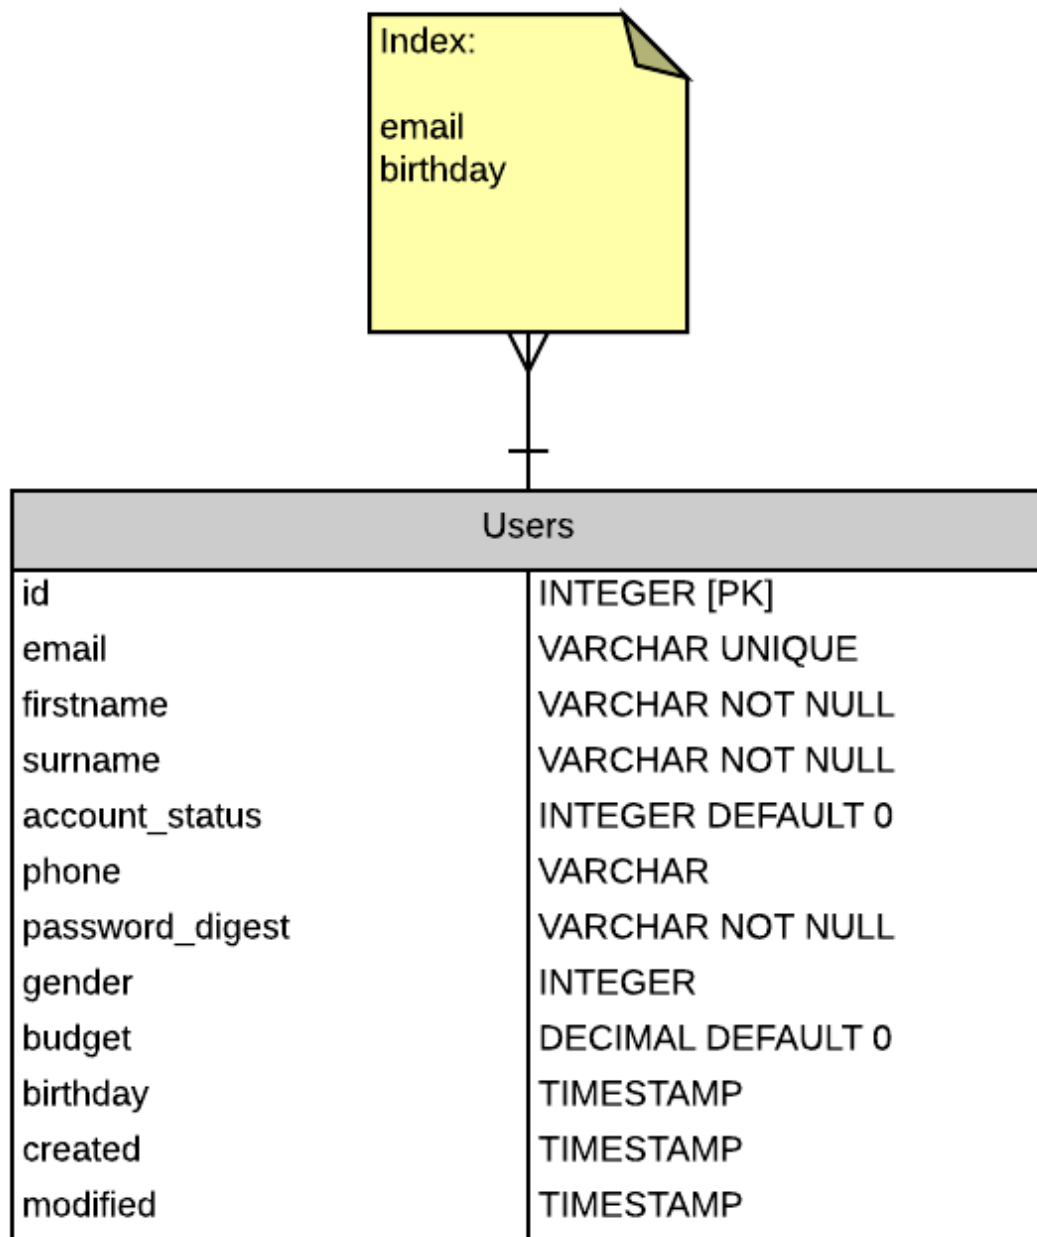 Index:
email
birthday
Users
id INTEGER [PK]
email VARCHAR UNIQUE
firstname VARCHAR NOT NULL
surname VARCHAR NOT NULL
account_status INTEGER DEFAULT 0
phone VARCHAR
password_digest VARCHAR NOT NULL
gender INTEGER
budget DECIMAL DEFAULT 0
birthday TIMESTAMP
created TIMESTAMP
modified TIMESTAMP